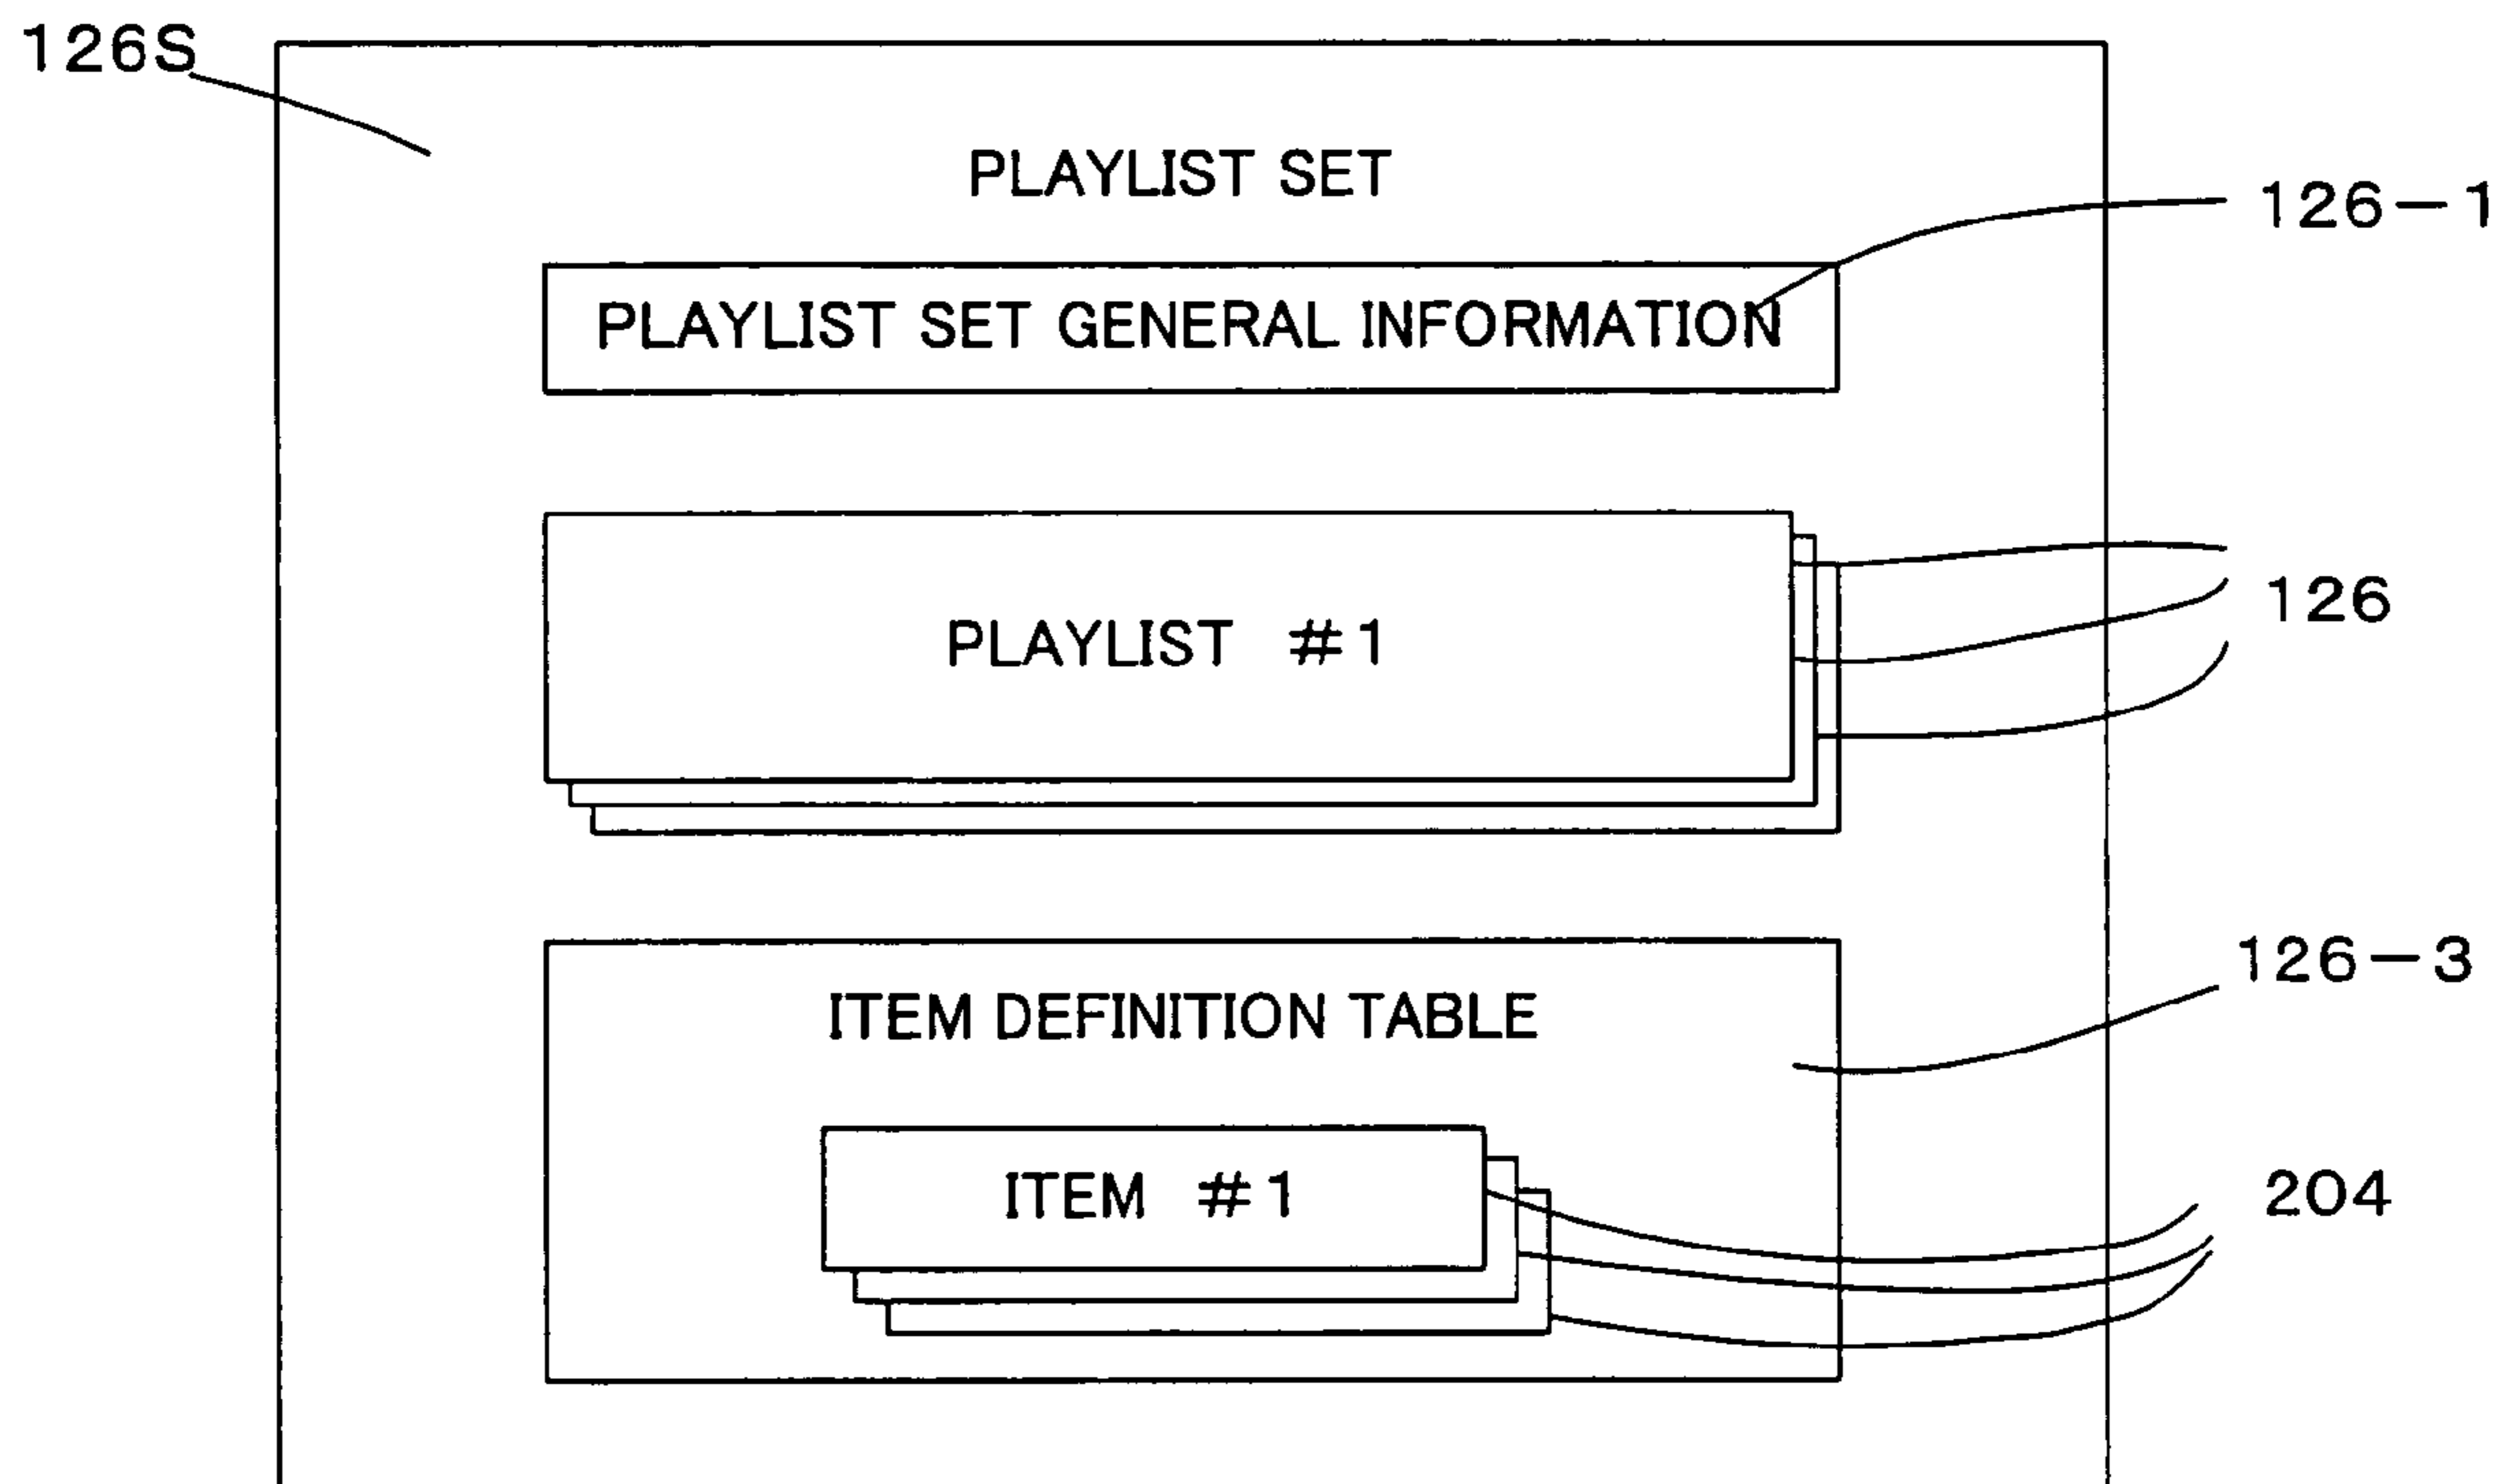 126S
PLAYLIST SET
126-1
PLAYLIST SET GENERAL INFORMATION
PLAYLIST #1
126
126-3
ITEM DEFINITION TABLE
ITEM #1
204